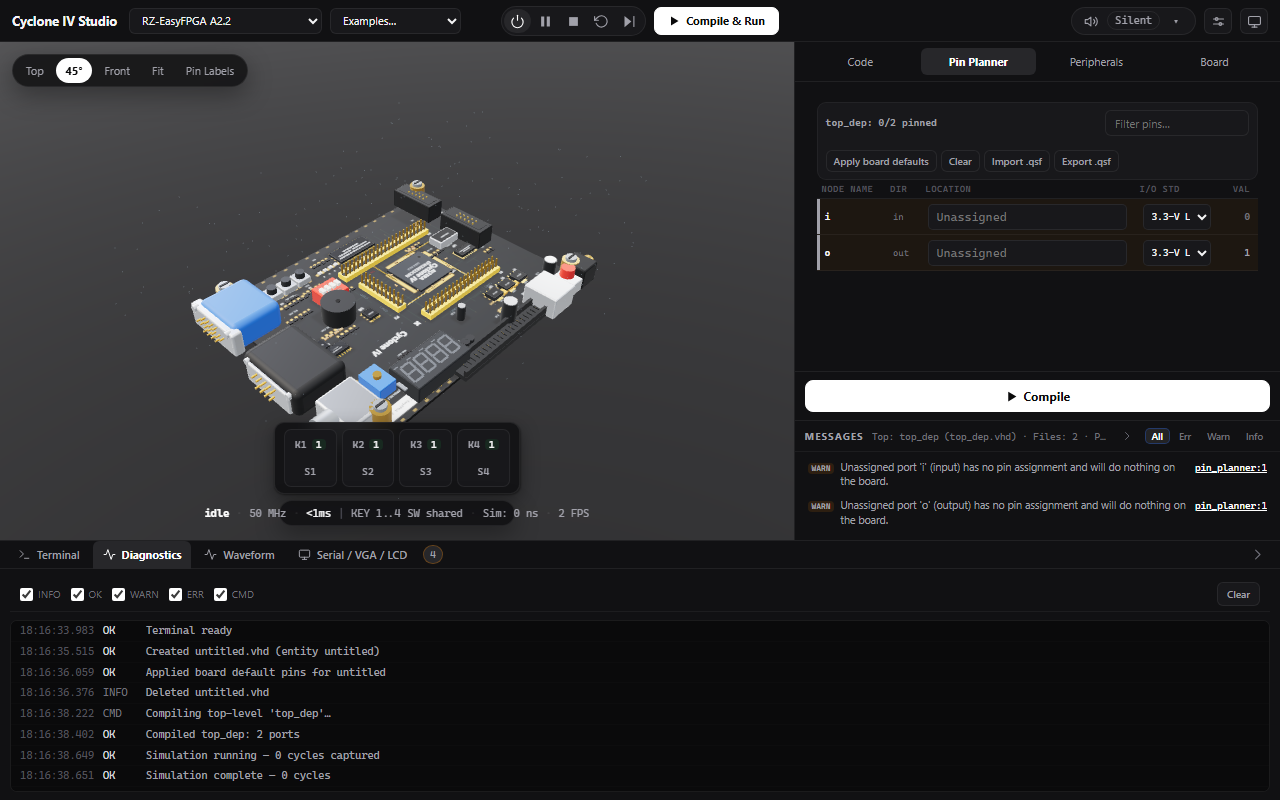 Cyclone IV Studio
RZ-EasyFPGA A2.2
Examples...
Compile & Run
Silent
Top
45°
Front
Fit
Pin Labels
Cyclone IV
K1 1
K2 1
K3 1
K4 1
S1
S2
S3
S4
idle · 50 MHz · <1ms | KEY 1..4 SW shared · Sim: 0 ns · 2 FPS
Code
Pin Planner
Peripherals
Board
top_dep: 0/2 pinned
Filter pins...
Apply board defaults
Clear
Import .qsf
Export .qsf
NODE NAME DIR LOCATION I/O STD VAL
i in Unassigned 3.3-V L 0
o out Unassigned 3.3-V L 1
Compile
MESSAGES Top: top_dep (top_dep.vhd) · Files: 2 · P… All Err Warn Info
WARN Unassigned port 'i' (input) has no pin assignment and will do nothing on the board. pin_planner:1
WARN Unassigned port 'o' (output) has no pin assignment and will do nothing on the board. pin_planner:1
Terminal
Diagnostics
Waveform
Serial / VGA / LCD
4
INFO
OK
WARN
ERR
CMD
Clear
18:16:33.983 OK Terminal ready
18:16:35.515 OK Created untitled.vhd (entity untitled)
18:16:36.059 OK Applied board default pins for untitled
18:16:36.376 INFO Deleted untitled.vhd
18:16:38.222 CMD Compiling top-level 'top_dep'…
18:16:38.402 OK Compiled top_dep: 2 ports
18:16:38.649 OK Simulation running — 0 cycles captured
18:16:38.651 OK Simulation complete — 0 cycles